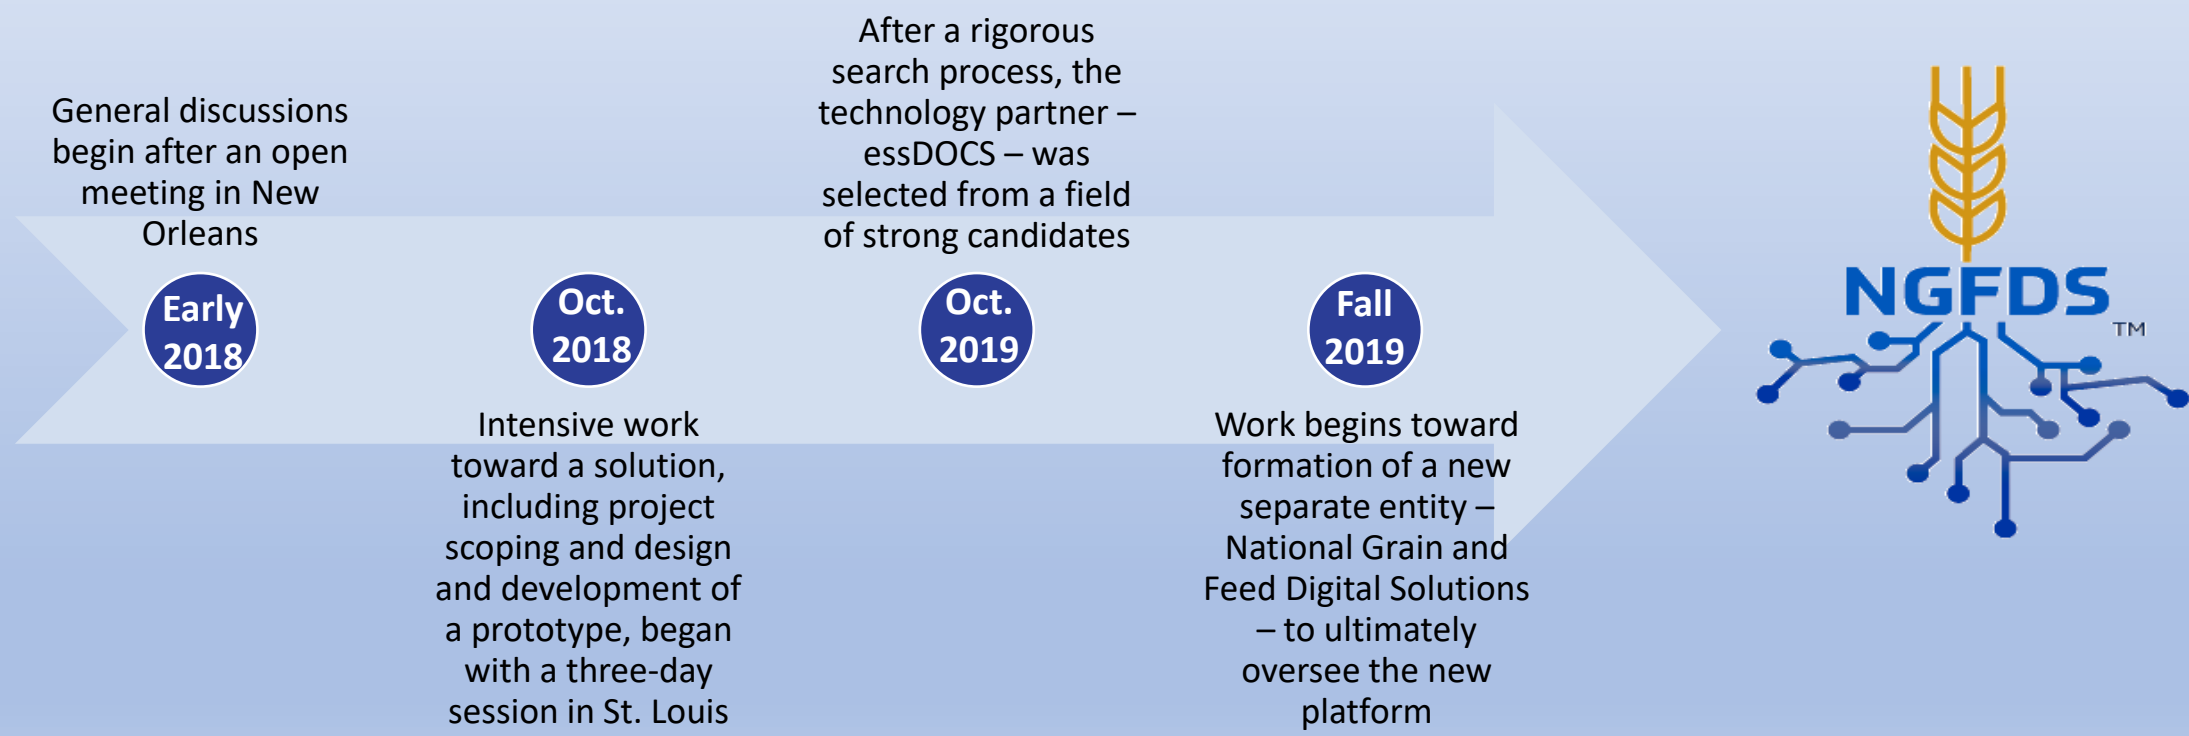 General discussions
begin after an open
meeting in New
Orleans
Early
2018
Oct.
2018
Intensive work
toward a solution,
including project
scoping and design
and development of
a prototype, began
with a three-day
session in St. Louis
After a rigorous
search process, the
technology partner –
essDOCS – was
selected from a field
of strong candidates
Oct.
2019
Fall
2019
Work begins toward
formation of a new
separate entity –
National Grain and
Feed Digital Solutions
– to ultimately
oversee the new
platform
NGFDS
TM